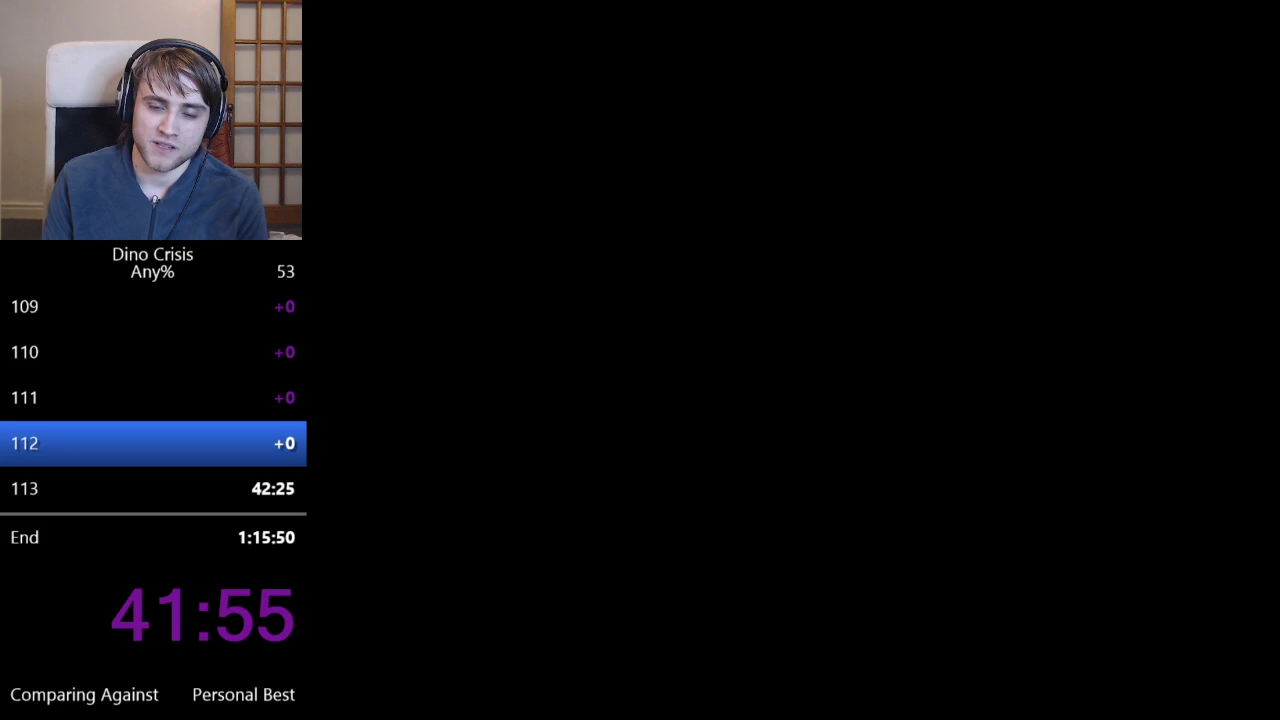 Dino Crisis
Any% 53
109 +0
110 +0
111 +0
112 +0
113 42:25
End 1:15:50
41:55
Comparing Against Personal Best